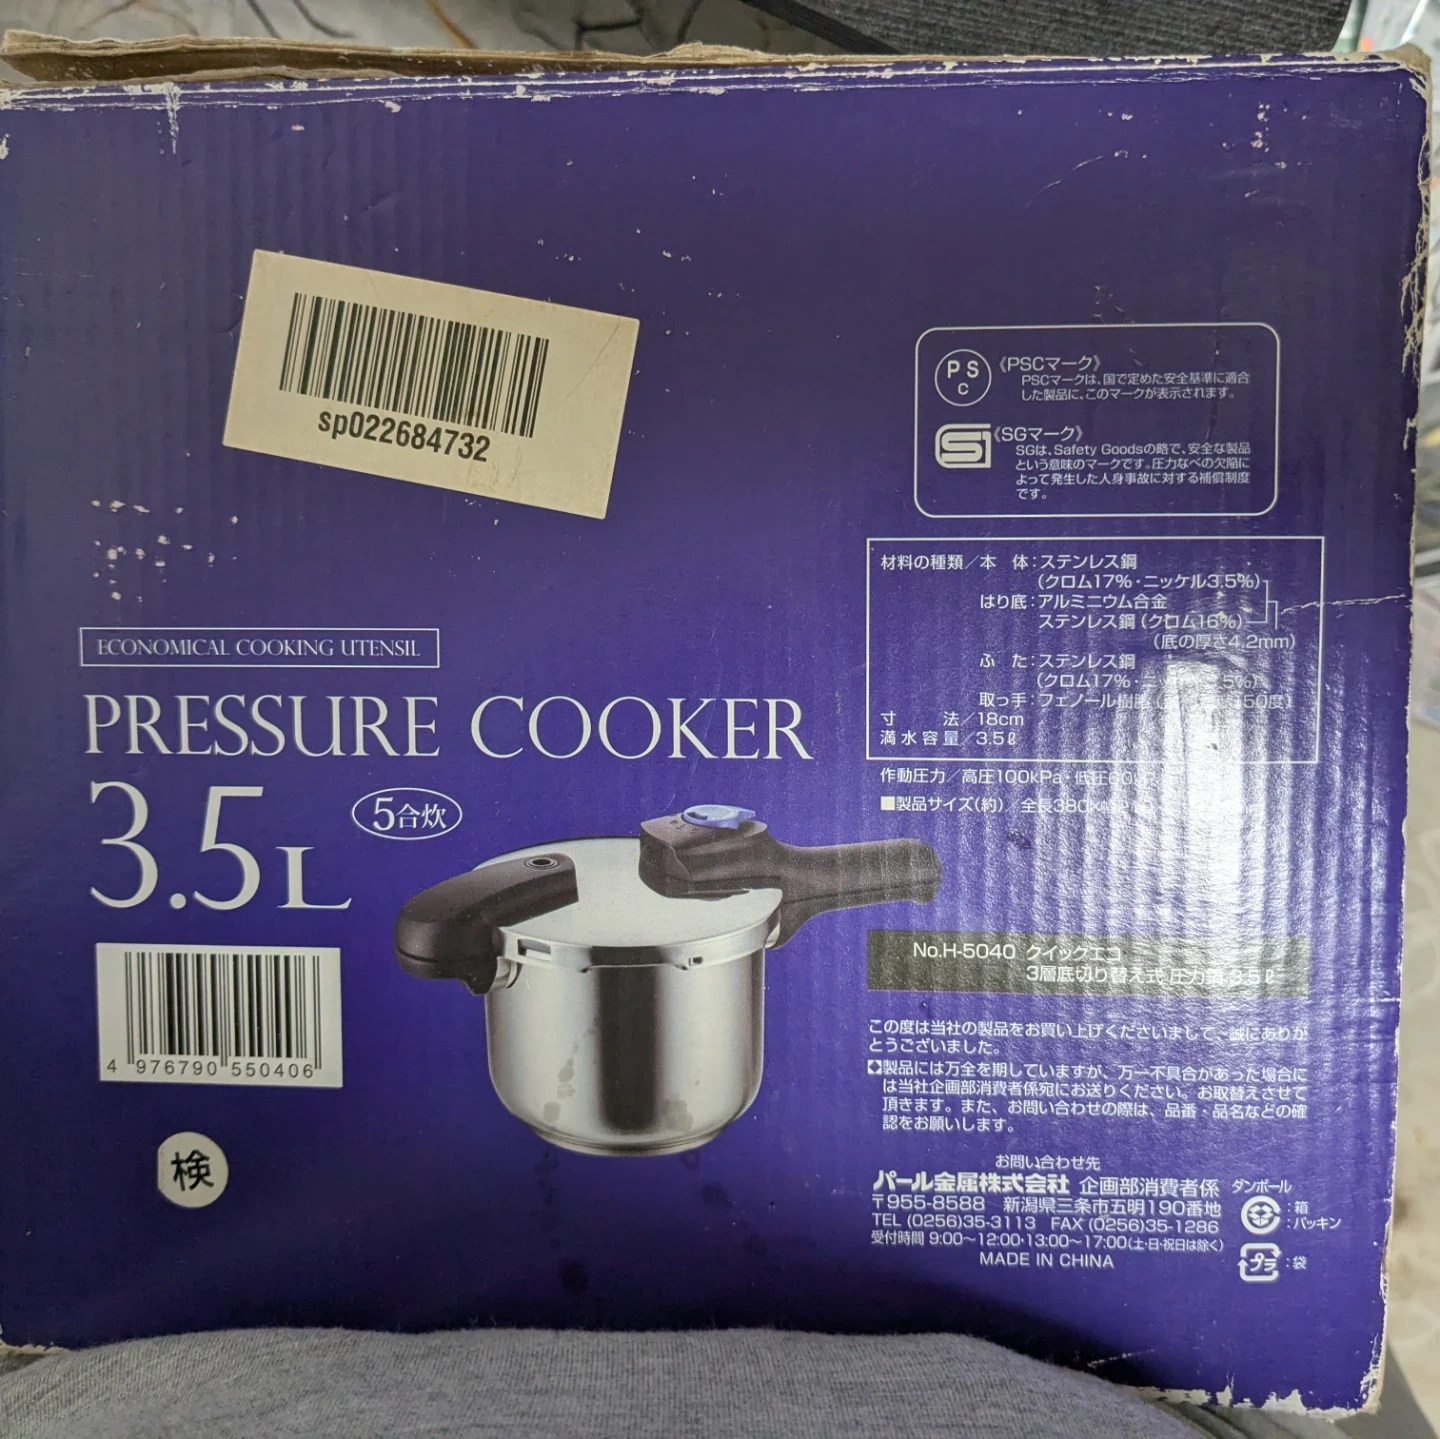 sp022684732
ECONOMICAL COOKING UTENSIL
PRESSURE COOKER
3.5L
5合炊
4 976790 550406
検
PS
C
《PSCマーク》
PSCマークは、国で定めた安全基準に適合
した製品に、このマークが表示されます。
SG
《SGマーク》
SGは、Safety Goodsの略で、安全な製品
という意味のマークです。圧力なべの欠陥に
よって発生した人身事故に対する補償制度
です。
材料の種類／本 体：ステンレス鋼
（クロム17%・ニッケル3.5%）
はり底：アルミニウム合金
ステンレス鋼（クロム16%）
（底の厚さ4.2mm）
ふ た：ステンレス鋼
（クロム17%・
取っ手：フェノール樹脂
寸 法／18cm
満水容量／3.5ℓ
作動圧力／高圧100kPa・低圧
■製品サイズ（約）／全長380×
No.H-5040 クイックエコ
3層底切り替え式 圧力鍋 3.5ℓ
この度は当社の製品をお買い上げくださいまして、誠にありが
とうございました。
製品には万全を期していますが、万一不具合があった場合に
は当社企画部消費者係宛にお送りください。お取替えさせて
頂きます。また、お問い合わせの際は、品番・品名などの確
認をお願いします。
お問い合わせ先
パール金属株式会社 企画部消費者係
〒955-8588 新潟県三条市五明190番地
TEL (0256)35-3113 FAX (0256)35-1286
受付時間 9:00～12:00・13:00～17:00（土・日・祝日は除く）
MADE IN CHINA
ダンボール
：箱
：パッキン
プラ：袋